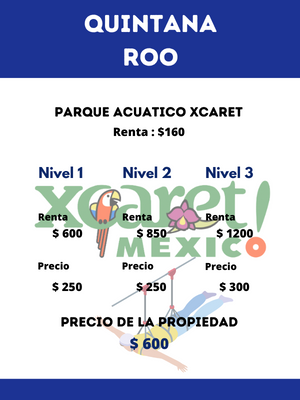 QUINTANA
ROO
PARQUE ACUATICO XCARET
Renta : $160
Nivel 1 Nivel 2 Nivel 3
xcaret!
MÉXICO
Renta Renta Renta
$ 600 $ 850 $ 1200
Precio Precio Precio
$ 250 $ 250 $ 300
PRECIO DE LA PROPIEDAD
$ 600